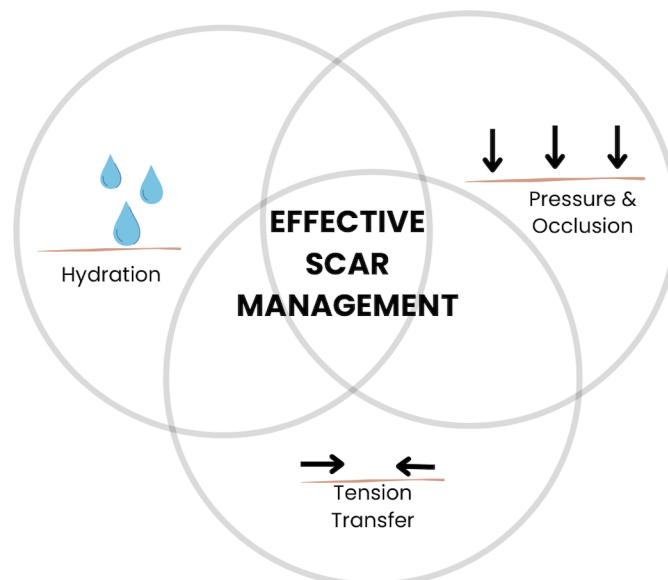 Pressure &
Occlusion
EFFECTIVE
SCAR
MANAGEMENT
Hydration
Tension
Transfer